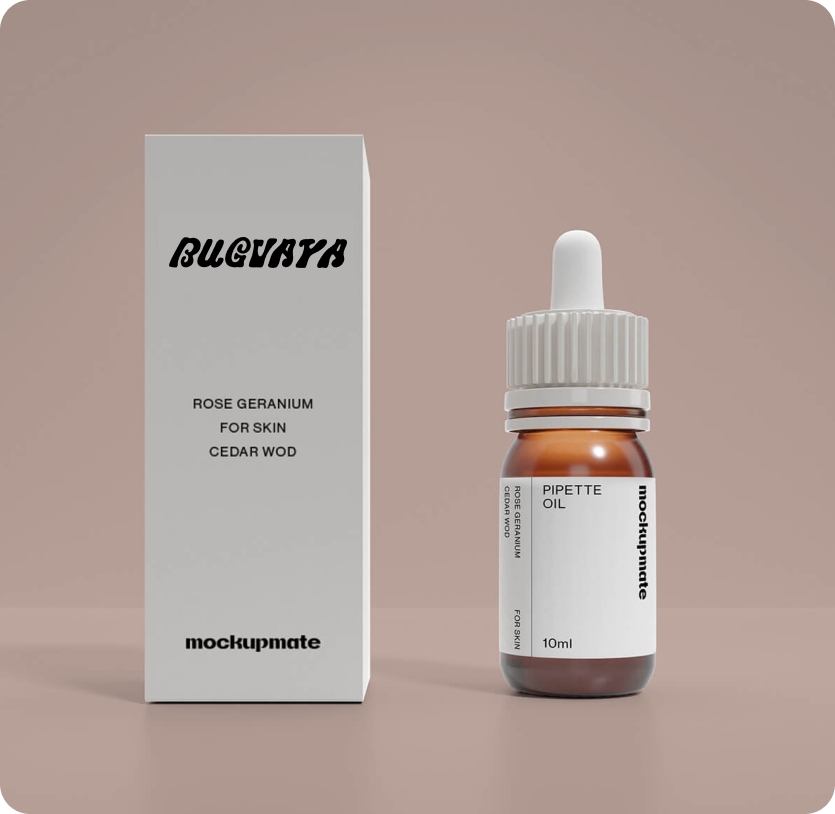 BUGVAYA
ROSE GERANIUM
FOR SKIN
CEDAR WOD
mockupmate
PIPETTE
OIL
10ml
mockupmate
ROSE GERANIUM
CEDAR WOD
FOR SKIN